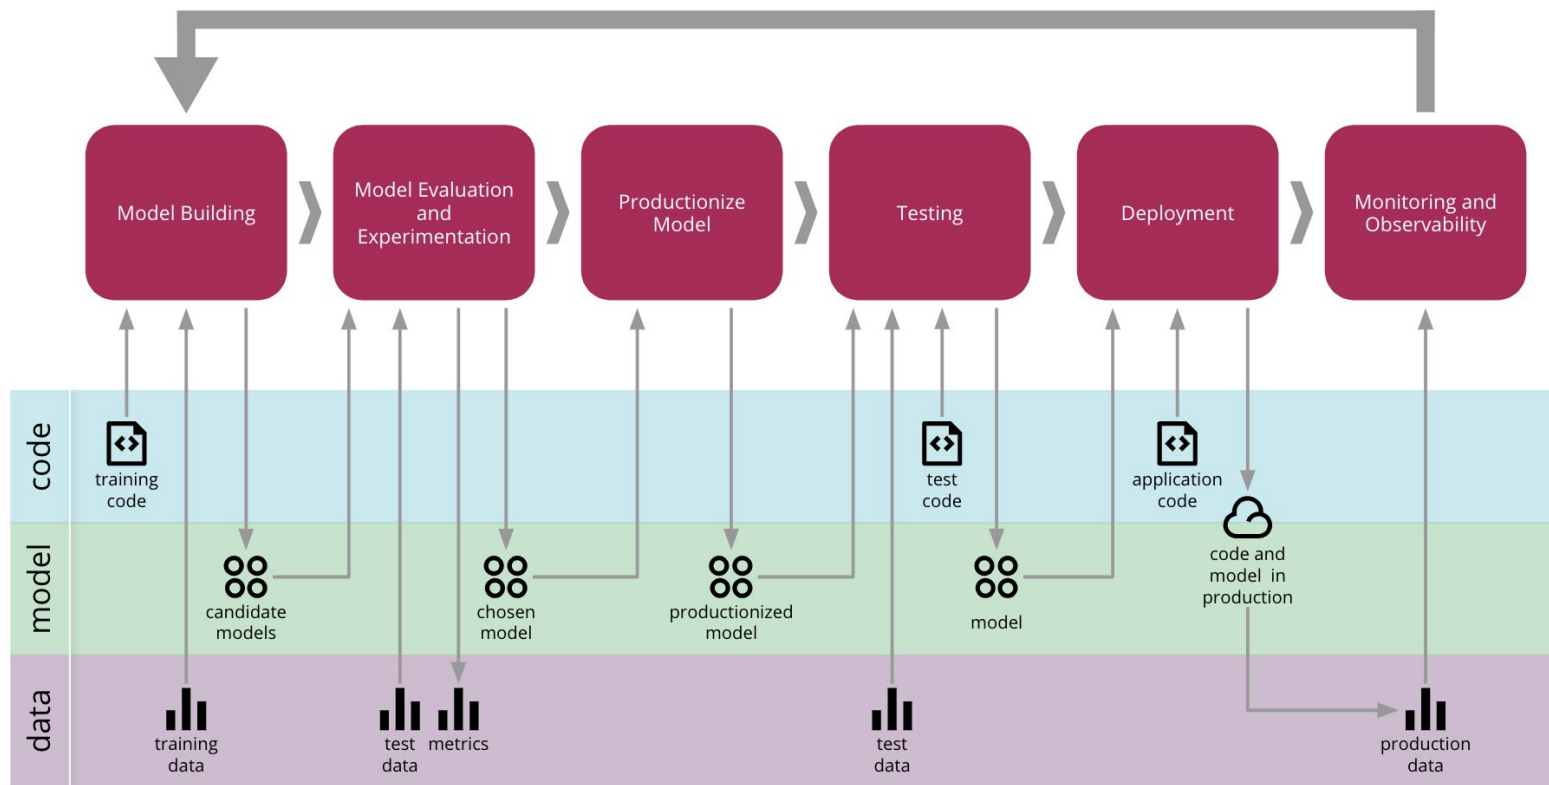 Model Building
Model Evaluation
and
Experimentation
Productionize
Model
Testing
Deployment
Monitoring and
Observability
code
training
code
test
code
application
code
model
candidate
models
chosen
model
productionized
model
model
code and
model in
production
data
training
data
test
data
metrics
test
data
production
data